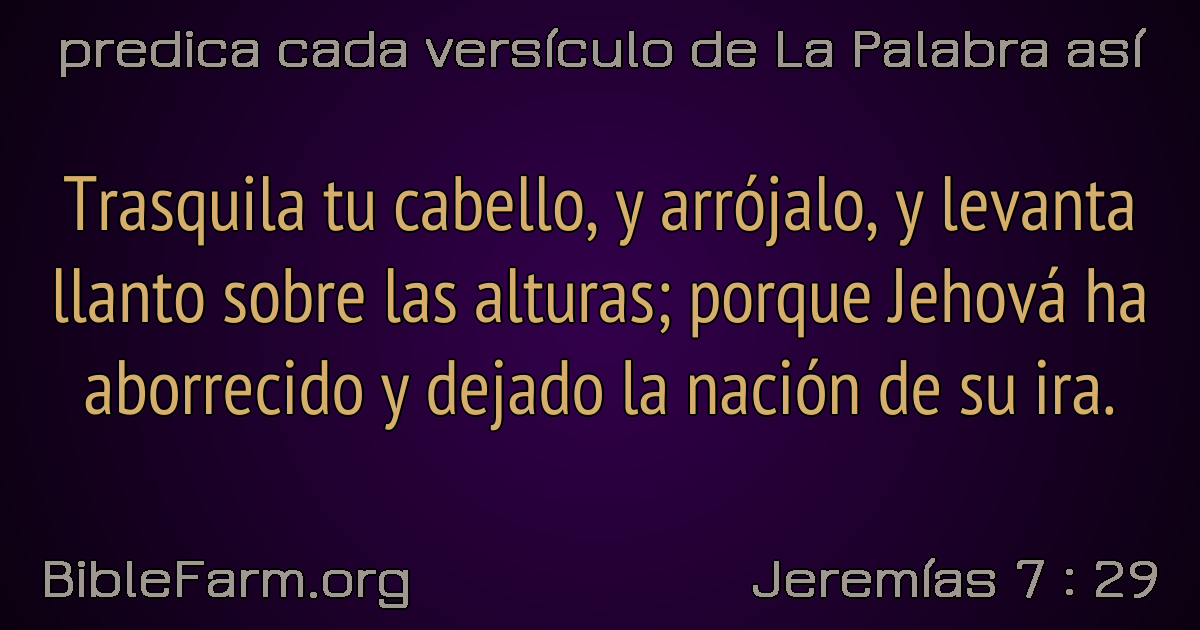 predica cada versículo de La Palabra así
Trasquila tu cabello, y arrójalo, y levanta
llanto sobre las alturas; porque Jehová ha
aborrecido y dejado la nación de su ira.
BibleFarm.org
Jeremías 7 : 29